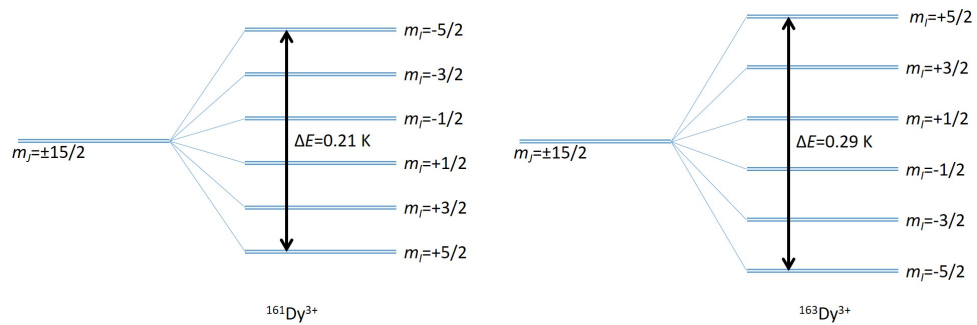 m_I=-5/2
m_I=-3/2
m_I=-1/2
ΔE=0.21 K
m_J=±15/2
m_I=+1/2
m_I=+3/2
m_I=+5/2
¹⁶¹Dy³⁺
m_I=+5/2
m_I=+3/2
m_I=+1/2
ΔE=0.29 K
m_J=±15/2
m_I=-1/2
m_I=-3/2
m_I=-5/2
¹⁶³Dy³⁺